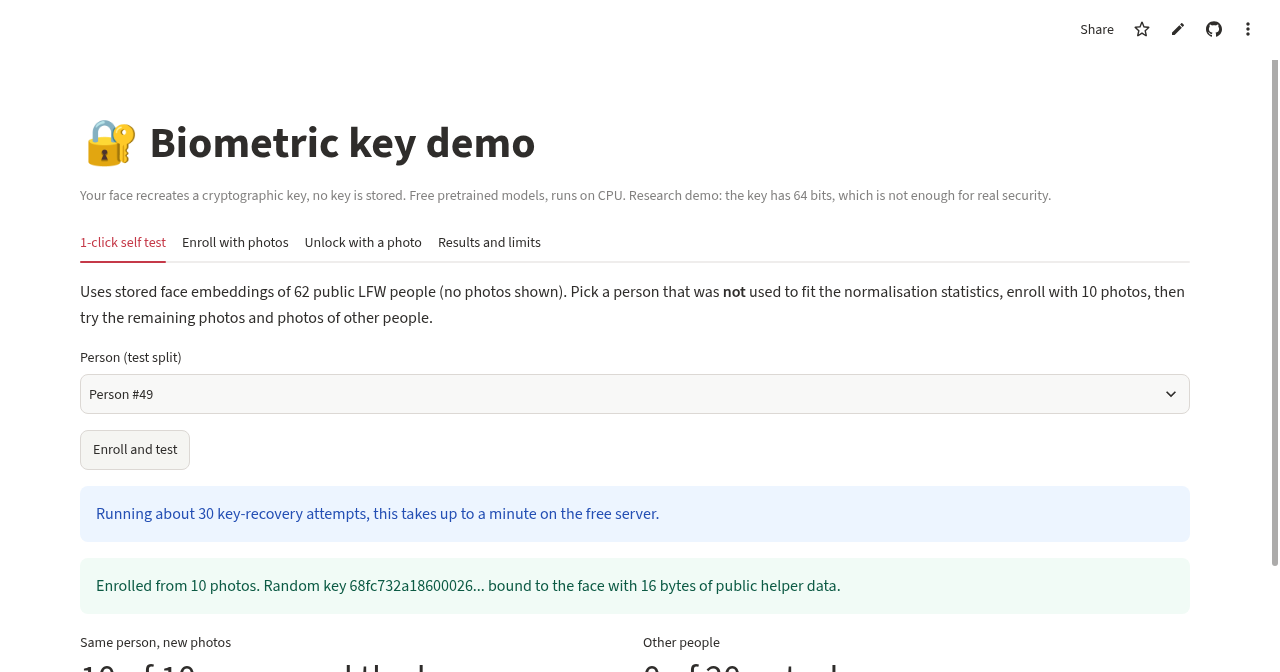 Share
Biometric key demo
Your face recreates a cryptographic key, no key is stored. Free pretrained models, runs on CPU. Research demo: the key has 64 bits, which is not enough for real security.
1-click self test
Enroll with photos
Unlock with a photo
Results and limits
Uses stored face embeddings of 62 public LFW people (no photos shown). Pick a person that was not used to fit the normalisation statistics, enroll with 10 photos, then
try the remaining photos and photos of other people.
Person (test split)
Person #49
Enroll and test
Running about 30 key-recovery attempts, this takes up to a minute on the free server.
Enrolled from 10 photos. Random key 68fc732a18600026... bound to the face with 16 bytes of public helper data.
Same person, new photos
Other people